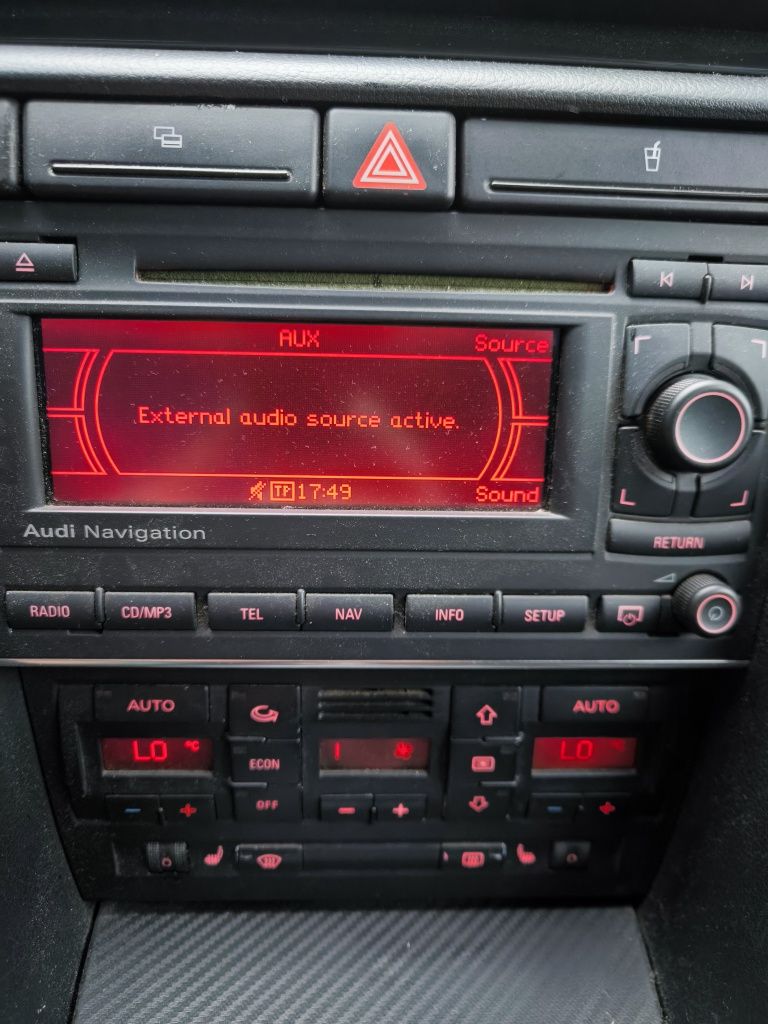 AUX
Source
External audio source active.
TP 17:49
Sound
Audi Navigation
RETURN
RADIO CD/MP3 TEL NAV INFO SETUP
AUTO AUTO
LO °C 1 LO
ECON
OFF